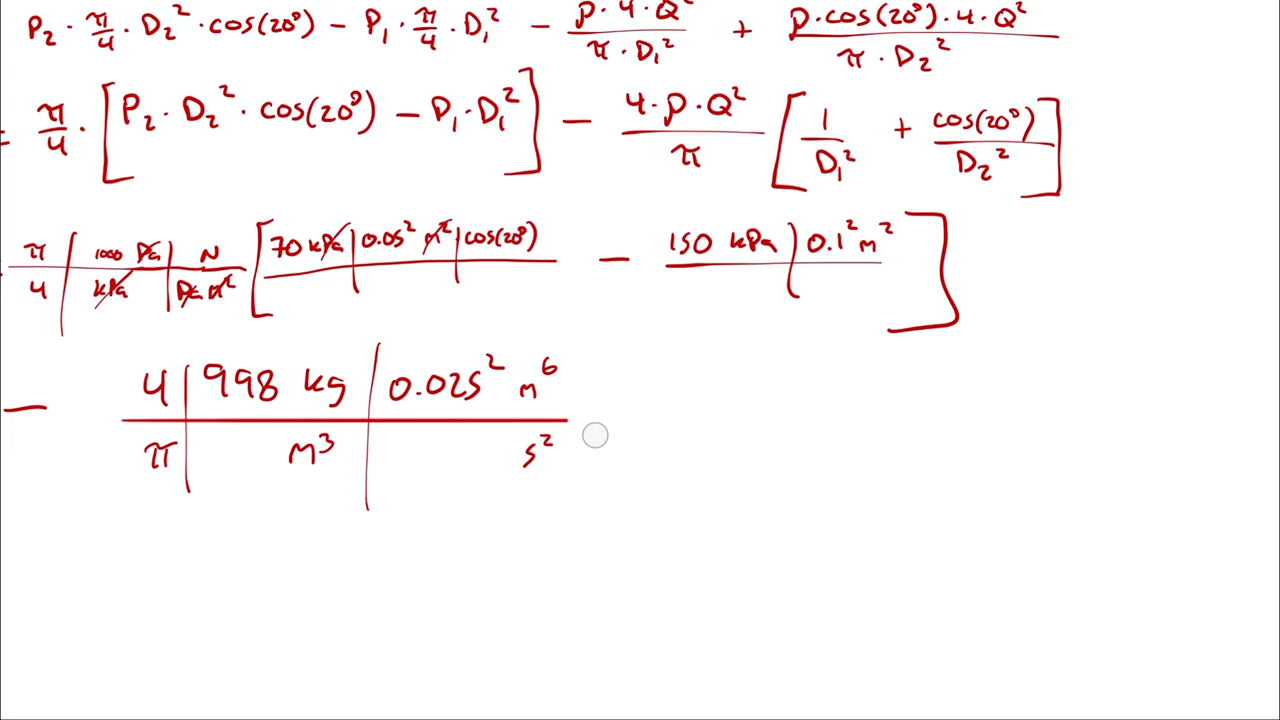 P₂ · π/4 · D₂² · cos(20°) − P₁ · π/4 · D₁² − ρ·4·Q²/π·D₁² + ρ·cos(20°)·4·Q²/π·D₂²
= π/4 · [P₂ · D₂² · cos(20°) − P₁·D₁²] − 4·ρ·Q²/π [1/D₁² + cos(20°)/D₂²]
π/4 | 1000 Pa/kPa | N/Pa m² [70 kPa | 0.05² m² | cos(20°) − 150 kPa | 0.1² m²]
− 4/π | 998 kg/m³ | 0.025² m⁶/s²